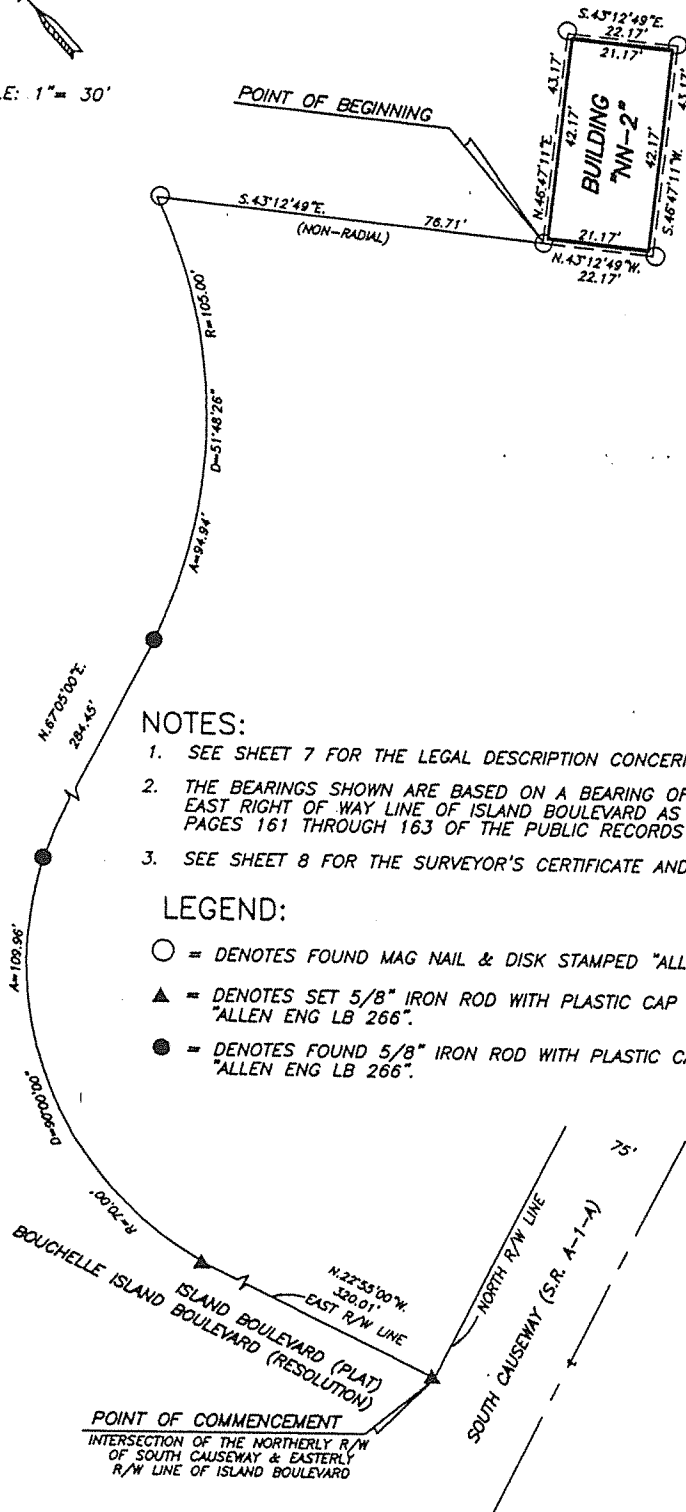 S.43°12'49"E.
22.17'
21.17'
43.17'
42.17'
N.46°47'11"E.
BUILDING
"NN-2"
42.17'
43.17'
S.46°47'11"W.
21.17'
N.43°12'49"W.
22.17'
LE: 1"= 30'
POINT OF BEGINNING
S.43°12'49"E. 76.71'
(NON-RADIAL)
R=105.00'
D=51°48'26"
A=94.94'
N.67°05'00"E.
284.45'
NOTES:
1. SEE SHEET 7 FOR THE LEGAL DESCRIPTION
2. THE BEARINGS SHOWN ARE BASED ON A BEARING OF
EAST RIGHT OF WAY LINE OF ISLAND BOULEVARD AS
PAGES 161 THROUGH 163 OF THE PUBLIC RECORDS
3. SEE SHEET 8 FOR THE SURVEYOR'S CERTIFICATE AND
LEGEND:
= DENOTES FOUND MAG NAIL & DISK STAMPED "ALL
= DENOTES SET 5/8" IRON ROD WITH PLASTIC CAP
"ALLEN ENG LB 266".
= DENOTES FOUND 5/8" IRON ROD WITH PLASTIC
"ALLEN ENG LB 266".
A=109.96'
D=90°00'00"
R=70.00'
75'
NORTH R/W LINE
SOUTH CAUSEWAY (S.R. A-1-A)
N.22°55'00"W.
320.01'
EAST R/W LINE
ISLAND BOULEVARD (PLAT)
BOUCHELLE ISLAND BOULEVARD (RESOLUTION)
POINT OF COMMENCEMENT
INTERSECTION OF THE NORTHERLY R/W
OF SOUTH CAUSEWAY & EASTERLY
R/W LINE OF ISLAND BOULEVARD